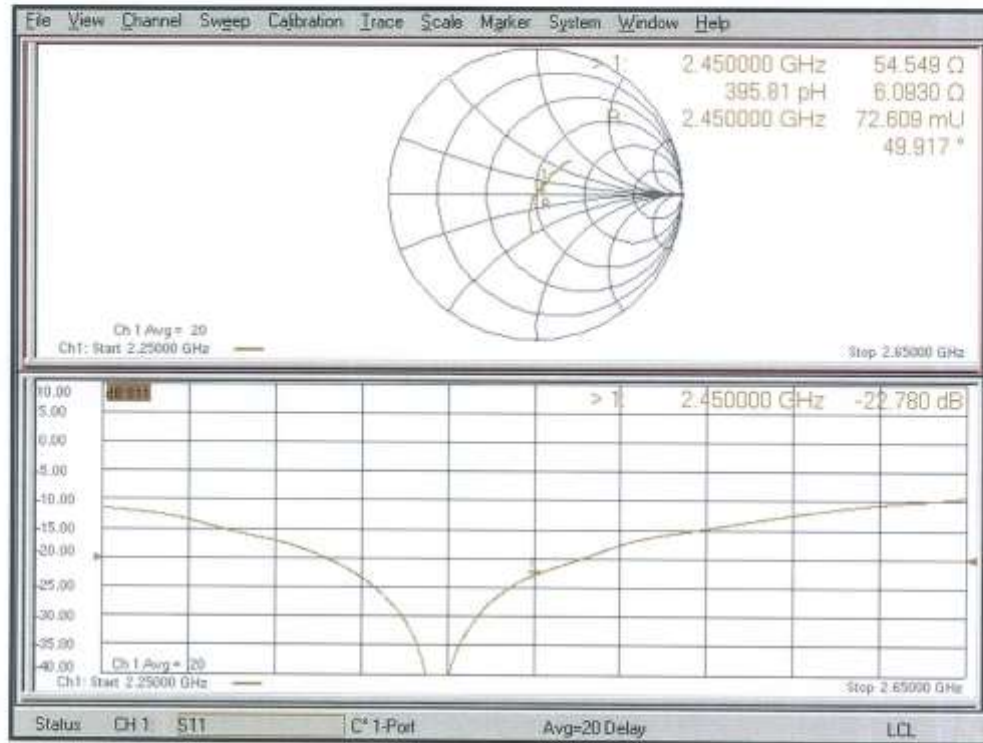 File View Channel Sweep Calibration Trace Scale Marker System Window Help
> 1: 2.450000 GHz 54.549 Ω
395.81 pH 6.0930 Ω
R: 2.450000 GHz 72.609 mU
49.917 °
1
R
Ch 1 Avg = 20
Ch1: Start 2.25000 GHz
Stop 2.65000 GHz
10.00
> 1: 2.450000 GHz -22.780 dB
5.00
0.00
-5.00
-10.00
-15.00
-20.00
-25.00
-30.00
-35.00
-40.00
Ch 1 Avg = 20
Ch1: Start 2.25000 GHz
Stop 2.65000 GHz
Status CH 1: S11 C* 1-Port Avg=20 Delay LCL